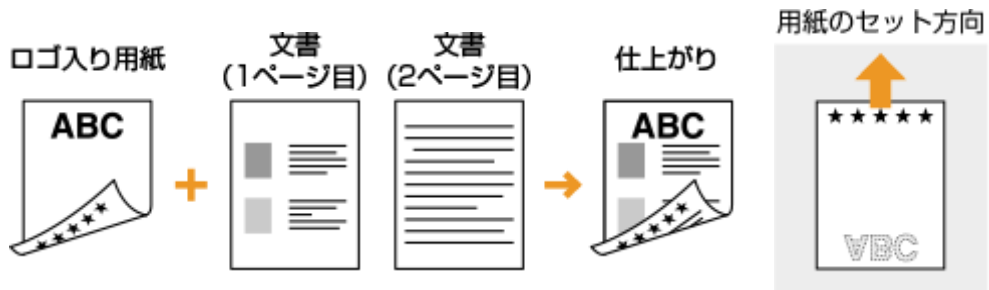 ロゴ入り用紙
ABC
文書
(1ページ目)
文書
(2ページ目)
仕上がり
ABC
用紙のセット方向
★★★★★
ABC